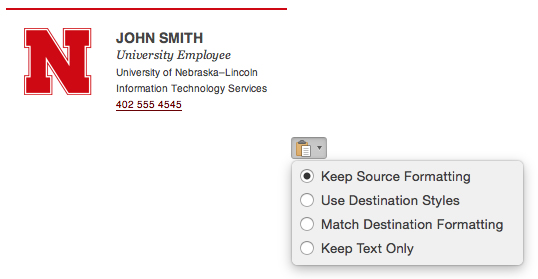 N
JOHN SMITH
University Employee
University of Nebraska–Lincoln
Information Technology Services
402 555 4545
Keep Source Formatting
Use Destination Styles
Match Destination Formatting
Keep Text Only